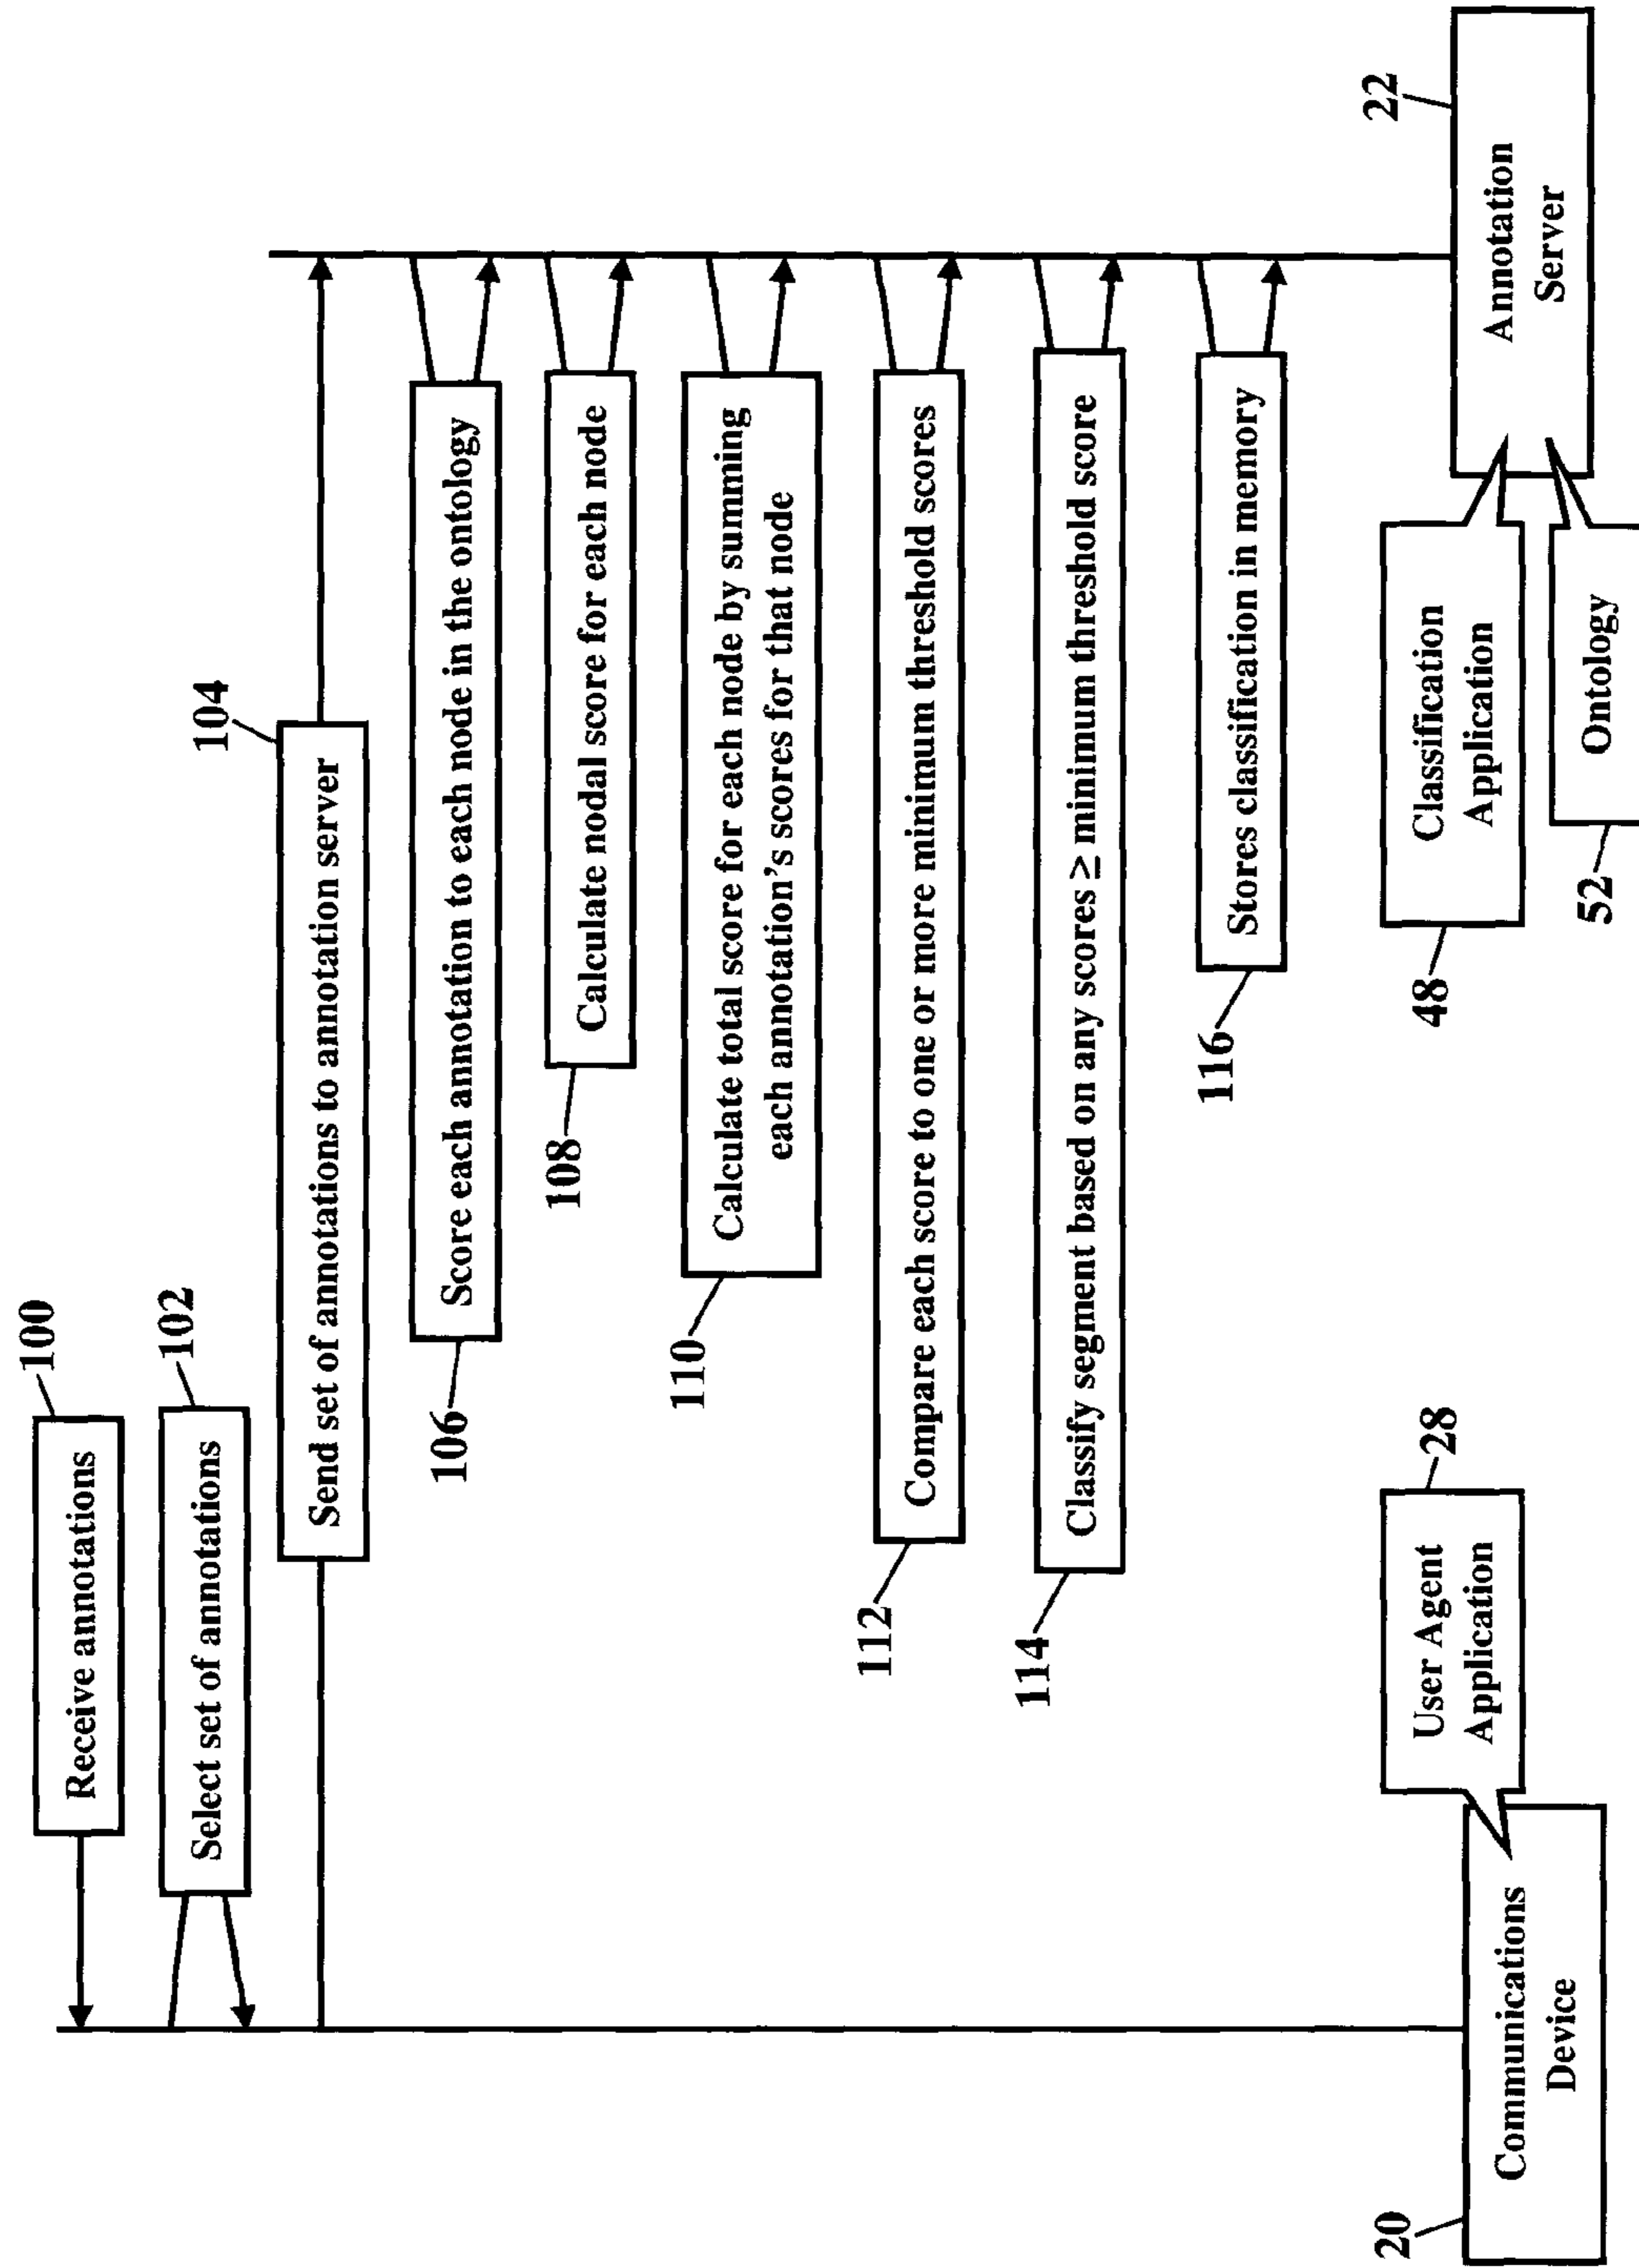 100
Receive annotations
102
Select set of annotations
104
Send set of annotations to annotation server
106
Score each annotation to each node in the ontology
108
Calculate nodal score for each node
110
Calculate total score for each node by summing
each annotation's scores for that node
112
Compare each score to one or more minimum threshold scores
114
Classify segment based on any scores ≥ minimum threshold score
116
Stores classification in memory
20
Communications
Device
28
User Agent
Application
48
Classification
Application
52
Ontology
22
Annotation
Server